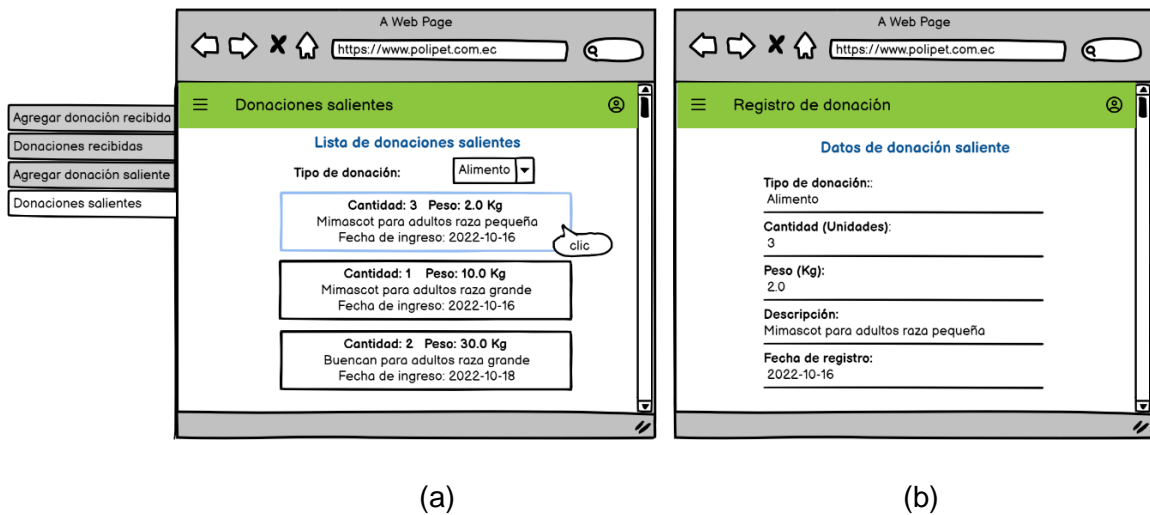 Agregar donación recibida
Donaciones recibidas
Agregar donación saliente
Donaciones salientes
A Web Page
https://www.polipet.com.ec
Donaciones salientes
Lista de donaciones salientes
Tipo de donación:
Alimento
Cantidad: 3 Peso: 2.0 Kg
Mimascot para adultos raza pequeña
Fecha de ingreso: 2022-10-16
clic
Cantidad: 1 Peso: 10.0 Kg
Mimascot para adultos raza grande
Fecha de ingreso: 2022-10-16
Cantidad: 2 Peso: 30.0 Kg
Buencan para adultos raza grande
Fecha de ingreso: 2022-10-18
(a)
A Web Page
https://www.polipet.com.ec
Registro de donación
Datos de donación saliente
Tipo de donación::
Alimento
Cantidad (Unidades):
3
Peso (Kg):
2.0
Descripción:
Mimascot para adultos raza pequeña
Fecha de registro:
2022-10-16
(b)